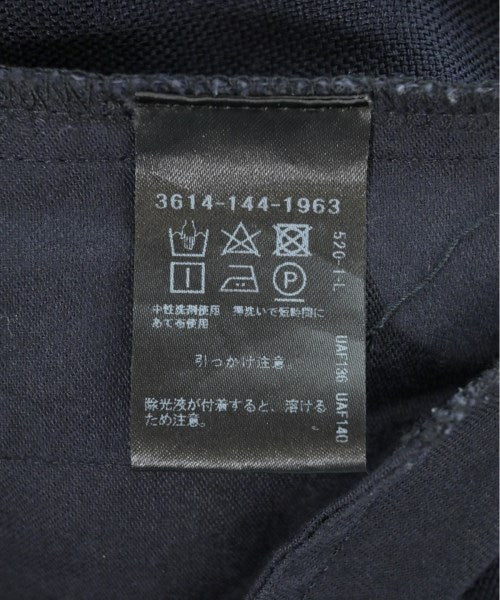 3614-144-1963
P
中性洗剤使用 単洗いで短時間に
あて布使用
引っかけ注意
除光液が付着すると、溶ける
ため注意。
520-1-L
UAF136 UAF140